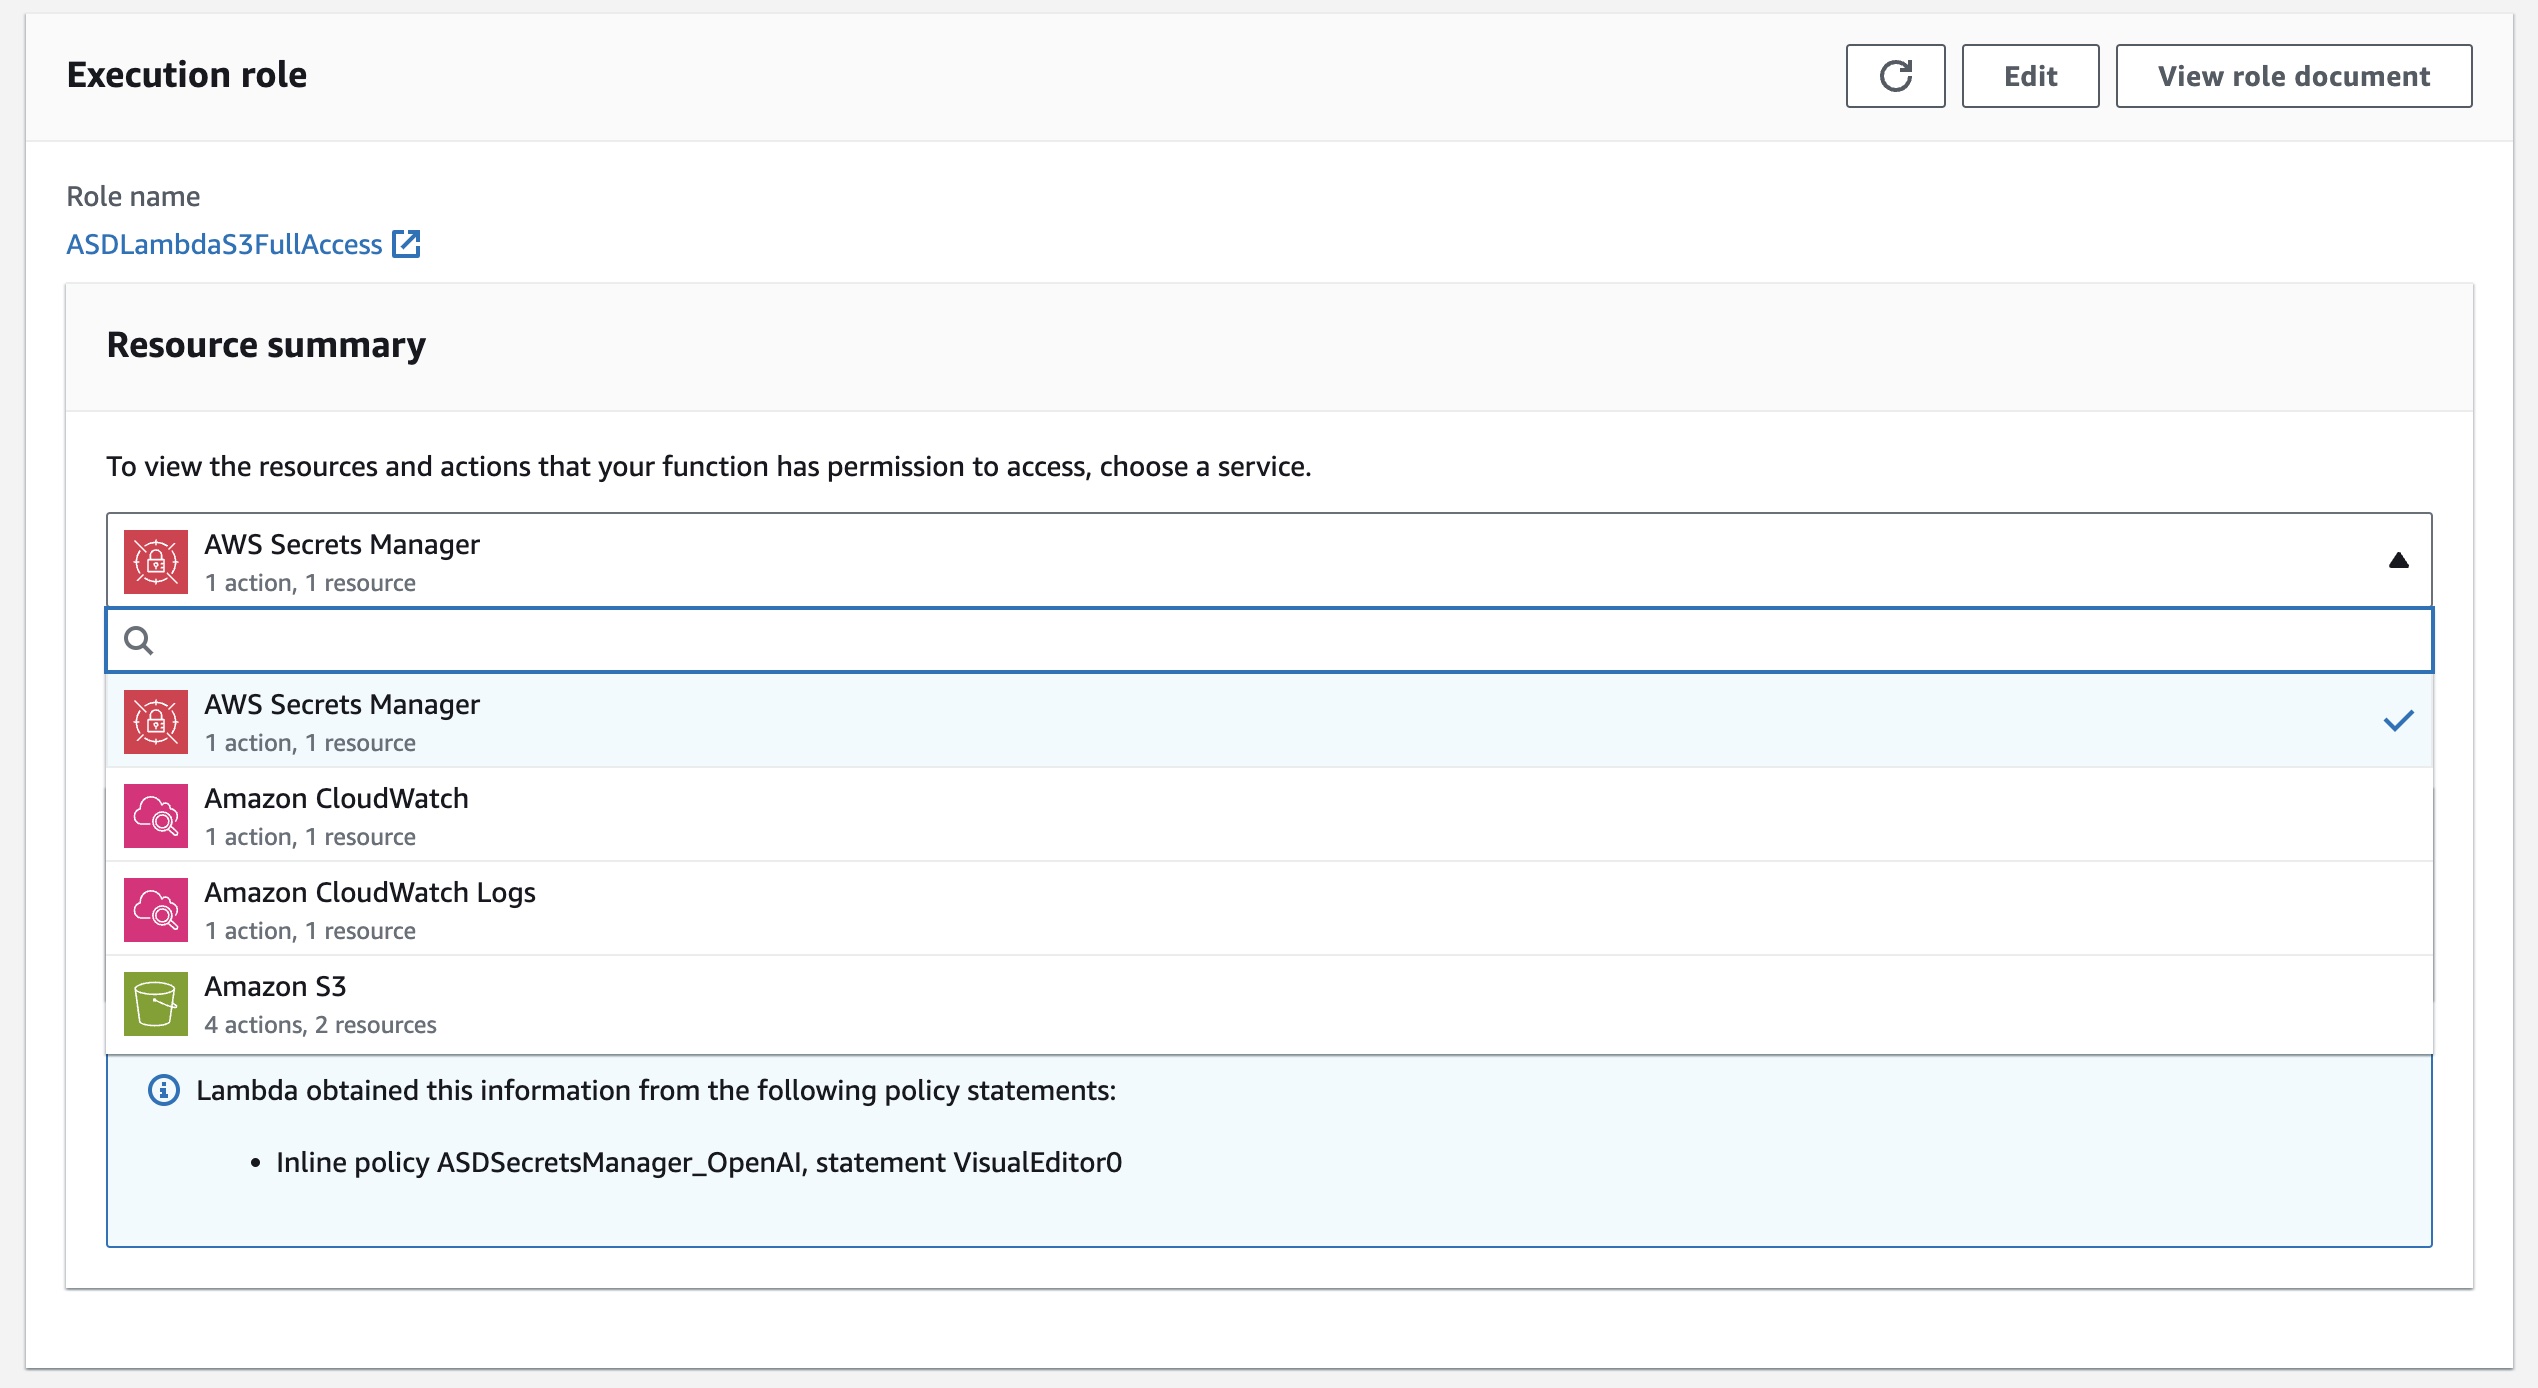 Execution role
Edit
View role document
Role name
ASDLambdaS3FullAccess
Resource summary
To view the resources and actions that your function has permission to access, choose a service.
AWS Secrets Manager
1 action, 1 resource
AWS Secrets Manager
1 action, 1 resource
Amazon CloudWatch
1 action, 1 resource
Amazon CloudWatch Logs
1 action, 1 resource
Amazon S3
4 actions, 2 resources
Lambda obtained this information from the following policy statements:
• Inline policy ASDSecretsManager_OpenAI, statement VisualEditor0